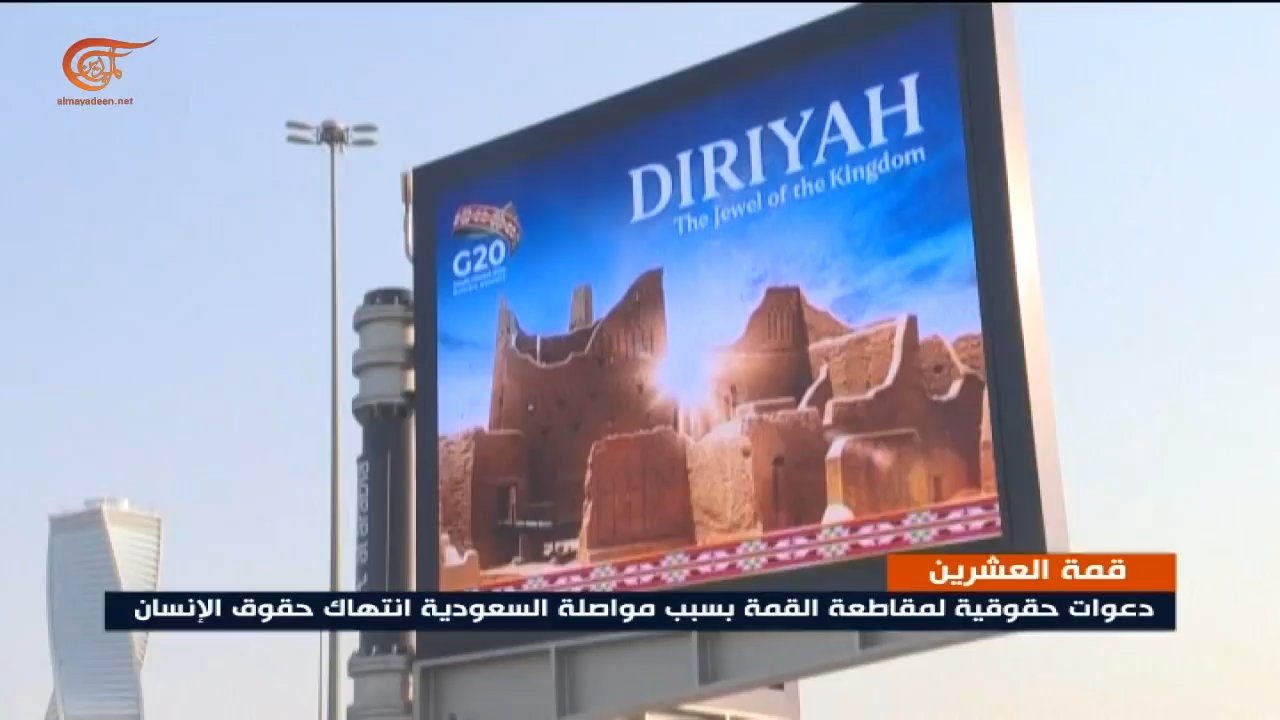 almayadeen.net
DIRIYAH
The Jewel of the Kingdom
G20
قمة العشرين
دعوات حقوقية لمقاطعة القمة بسبب مواصلة السعودية انتهاك حقوق الإنسان